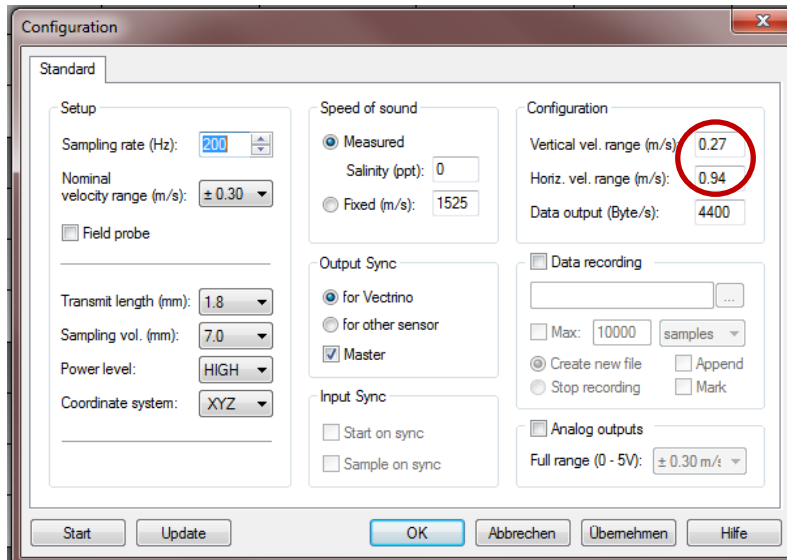 Configuration
Standard
Setup
Sampling rate (Hz): 200
Nominal
velocity range (m/s): ± 0.30
Field probe
Transmit length (mm): 1.8
Sampling vol. (mm): 7.0
Power level: HIGH
Coordinate system: XYZ
Speed of sound
Measured
Salinity (ppt): 0
Fixed (m/s): 1525
Output Sync
for Vectrino
for other sensor
Master
Input Sync
Start on sync
Sample on sync
Configuration
Vertical vel. range (m/s): 0.27
Horiz. vel. range (m/s): 0.94
Data output (Byte/s): 4400
Data recording
...
Max: 10000 samples
Create new file Append
Stop recording Mark
Analog outputs
Full range (0 - 5V): ± 0.30 m/s
Start Update OK Abbrechen Übernehmen Hilfe